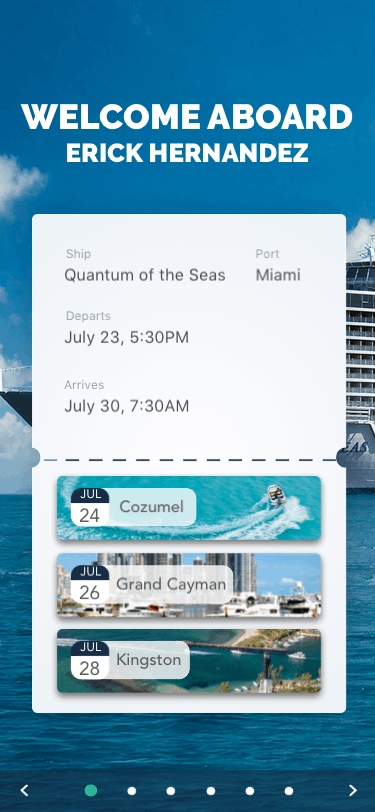 WELCOME ABOARD
ERICK HERNANDEZ
Ship
Port
Quantum of the Seas
Miami
Departs
July 23, 5:30PM
Arrives
July 30, 7:30AM
JUL
24
Cozumel
JUL
26
Grand Cayman
JUL
28
Kingston